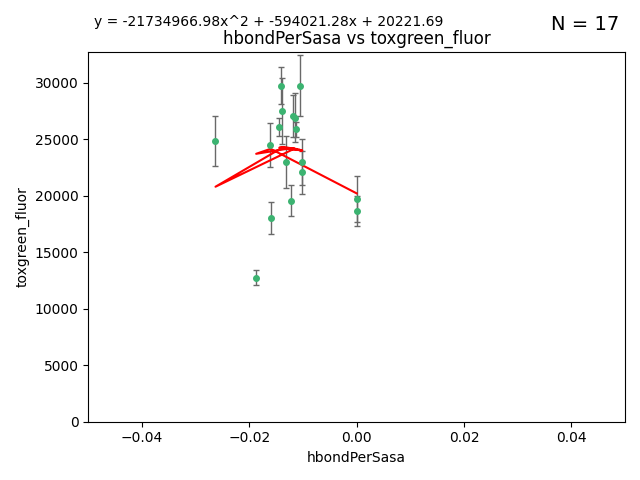 y = -21734966.98x^2 + -594021.28x + 20221.69
N = 17
hbondPerSasa vs toxgreen_fluor
30000
25000
20000
15000
10000
5000
0
toxgreen_fluor
−0.04
−0.02
0.00
0.02
0.04
hbondPerSasa